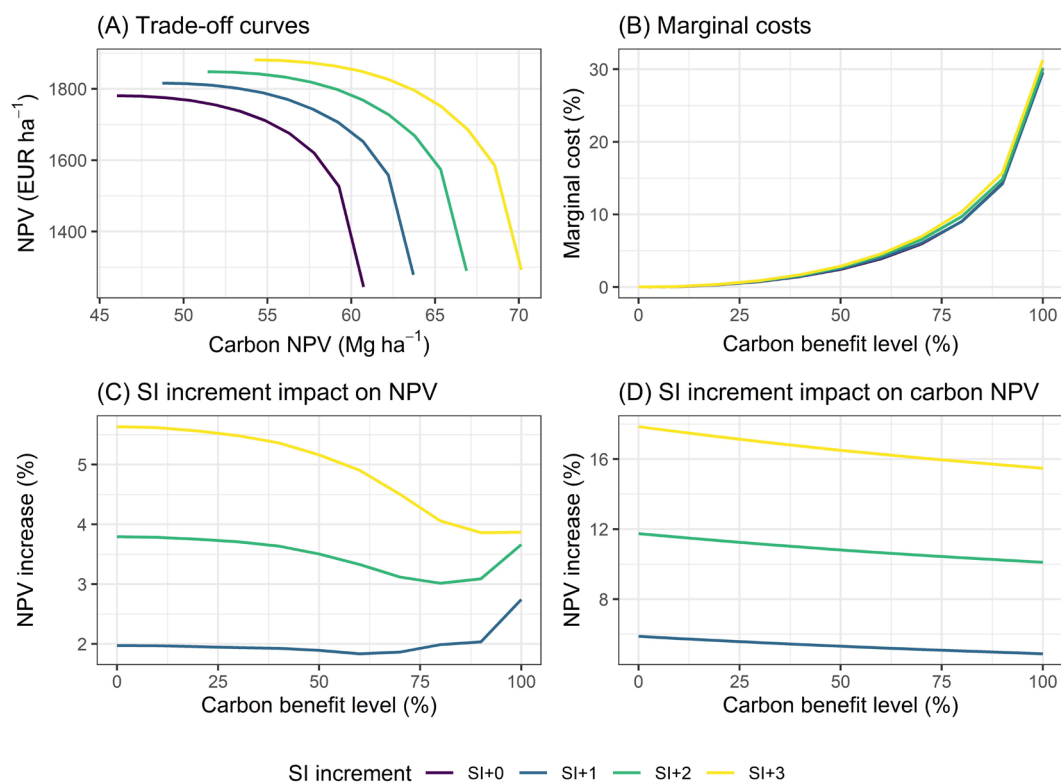 (A) Trade-off curves
NPV (EUR ha⁻¹)
1800
1600
1400
45 50 55 60 65 70
Carbon NPV (Mg ha⁻¹)
(B) Marginal costs
Marginal cost (%)
30
20
10
0
0 25 50 75 100
Carbon benefit level (%)
(C) SI increment impact on NPV
NPV increase (%)
5
4
3
2
0 25 50 75 100
Carbon benefit level (%)
(D) SI increment impact on carbon NPV
NPV increase (%)
16
12
8
0 25 50 75 100
Carbon benefit level (%)
SI increment SI+0 SI+1 SI+2 SI+3